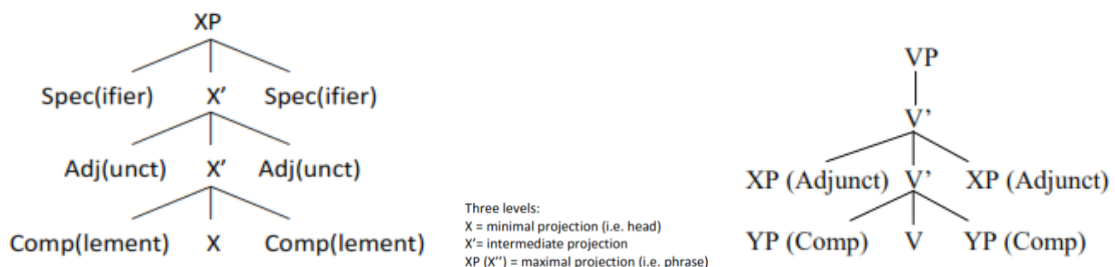 XP
Spec(ifier) X’ Spec(ifier)
Adj(unct) X’ Adj(unct)
Comp(lement) X Comp(lement)
Three levels:
X = minimal projection (i.e. head)
X’= intermediate projection
XP (X’’) = maximal projection (i.e. phrase)
VP
V’
XP (Adjunct) V’ XP (Adjunct)
YP (Comp) V YP (Comp)